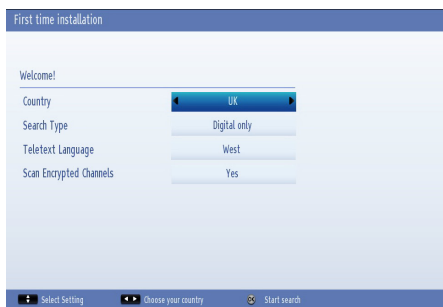 First time installation
Welcome!
Country UK
Search Type Digital only
Teletext Language West
Scan Encrypted Channels Yes
Select Setting Choose your country OK Start search